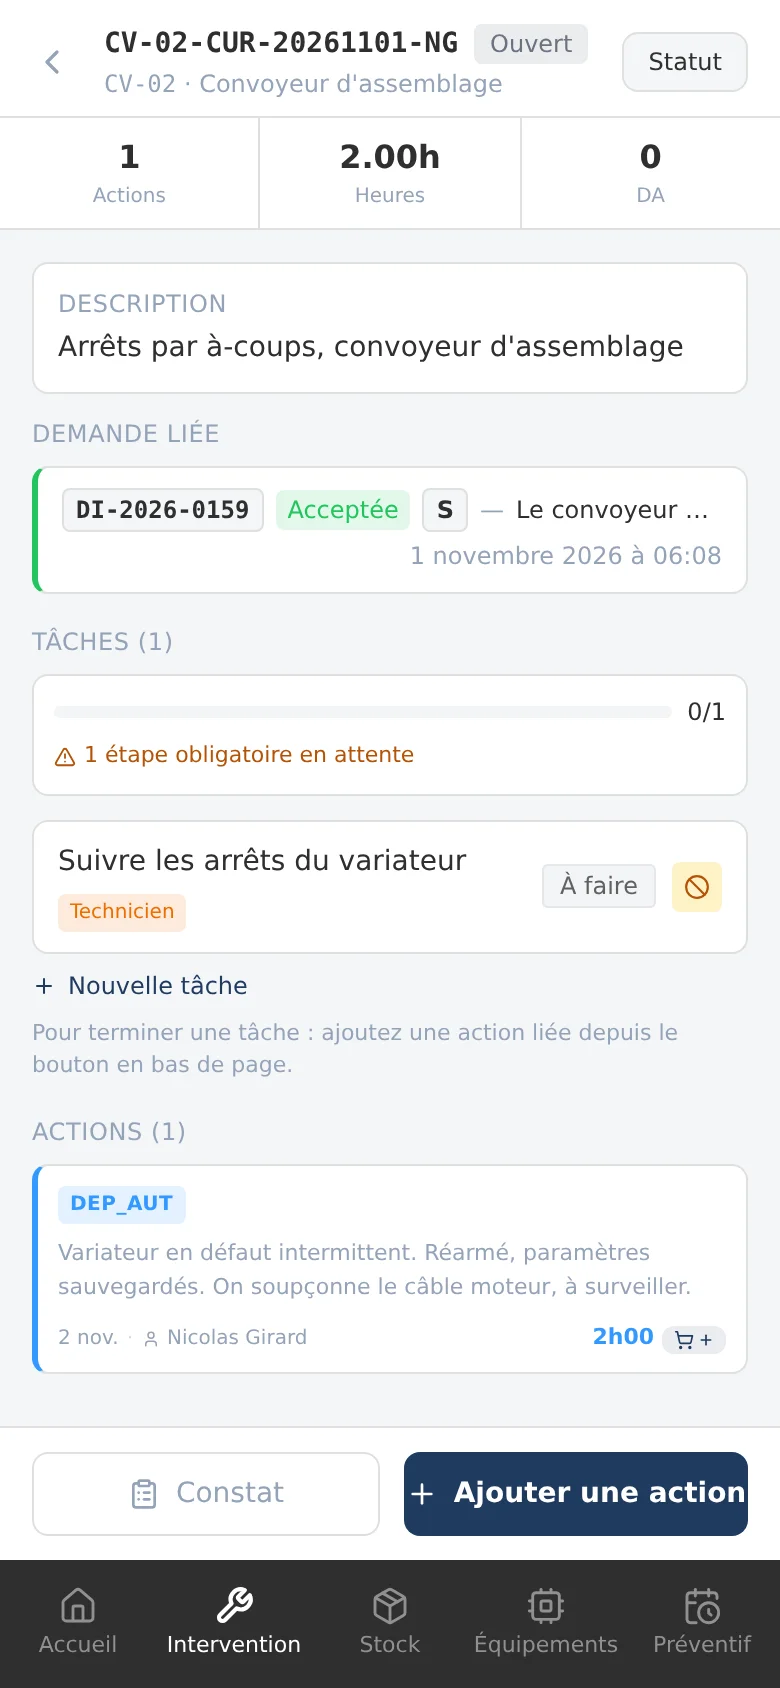 CV-02-CUR-20261101-NG Ouvert
CV-02 · Convoyeur d'assemblage
Statut
1
Actions
2.00h
Heures
0
DA
DESCRIPTION
Arrêts par à-coups, convoyeur d'assemblage
DEMANDE LIÉE
DI-2026-0159 Acceptée S — Le convoyeur ...
1 novembre 2026 à 06:08
TÂCHES (1)
0/1
1 étape obligatoire en attente
Suivre les arrêts du variateur
Technicien
À faire
+ Nouvelle tâche
Pour terminer une tâche : ajoutez une action liée depuis le
bouton en bas de page.
ACTIONS (1)
DEP_AUT
Variateur en défaut intermittent. Réarmé, paramètres
sauvegardés. On soupçonne le câble moteur, à surveiller.
2 nov. · Nicolas Girard 2h00 +
Constat
+ Ajouter une action
Accueil Intervention Stock Équipements Préventif